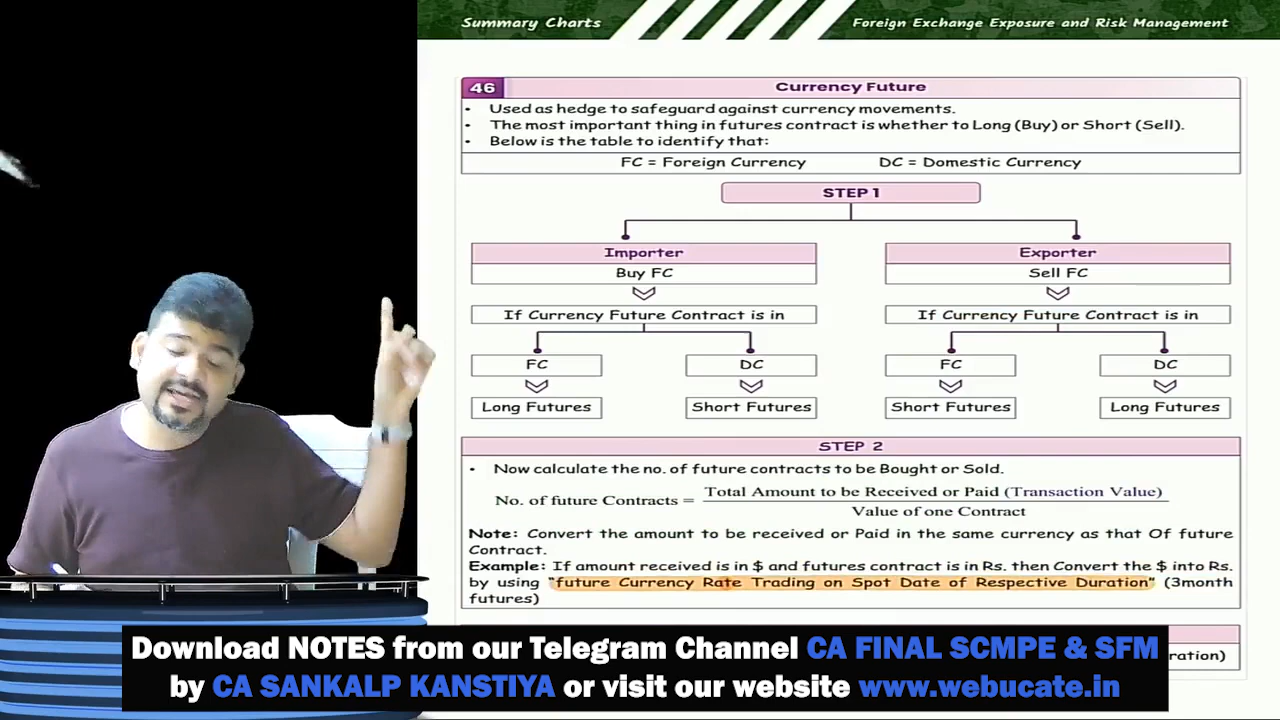 Summary Charts
Foreign Exchange Exposure and Risk Management
46
Currency Future
• Used as hedge to safeguard against currency movements.
• The most important thing in futures contract is whether to Long (Buy) or Short (Sell).
• Below is the table to identify that:
FC = Foreign Currency DC = Domestic Currency
STEP 1
Importer
Buy FC
If Currency Future Contract is in
FC
DC
Long Futures
Short Futures
Exporter
Sell FC
If Currency Future Contract is in
FC
DC
Short Futures
Long Futures
STEP 2
• Now calculate the no. of future contracts to be Bought or Sold.
No. of future Contracts = Total Amount to be Received or Paid (Transaction Value)
Value of one Contract
Note: Convert the amount to be received or Paid in the same currency as that Of future
Contract.
Example: If amount received is in $ and futures contract is in Rs. then Convert the $ into Rs.
by using "future Currency Rate Trading on Spot Date of Respective Duration" (3month
futures)
ration)
Download NOTES from our Telegram Channel CA FINAL SCMPE & SFM
by CA SANKALP KANSTIYA or visit our website www.webucate.in